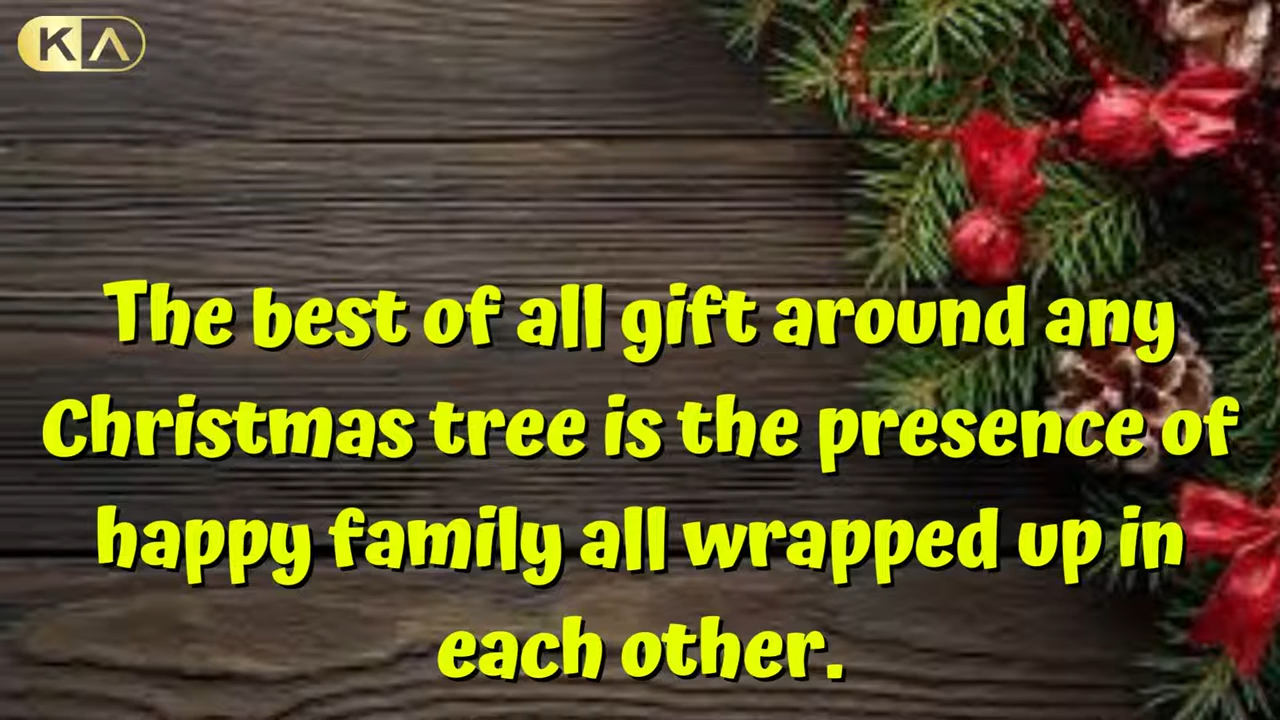 KA
The best of all gift around any
Christmas tree is the presence of
happy family all wrapped up in
each other.